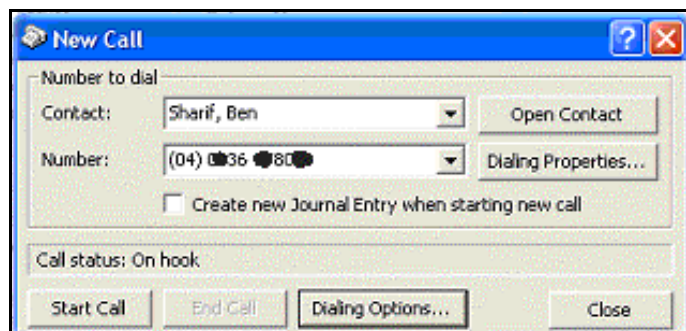 New Call
Number to dial
Contact: Sharif, Ben Open Contact
Number: (04) 36 80 Dialing Properties...
Create new Journal Entry when starting new call
Call status: On hook
Start Call End Call Dialing Options... Close